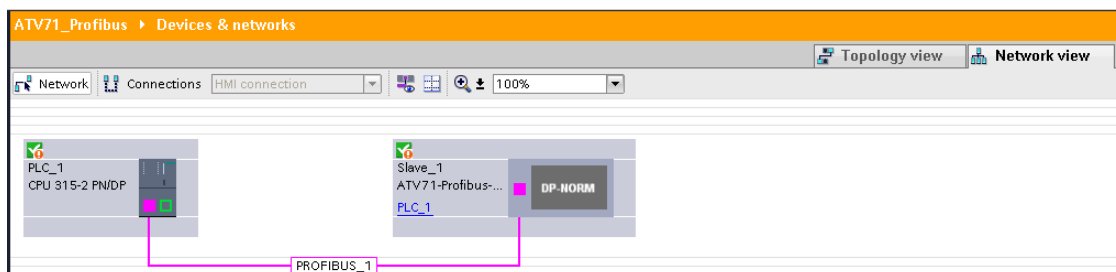 ATV71_Profibus ▸ Devices & networks
Topology view
Network view
Network
Connections
HMI connection
100%
PLC_1
CPU 315-2 PN/DP
Slave_1
ATV71-Profibus-...
PLC_1
DP-NORM
PROFIBUS_1